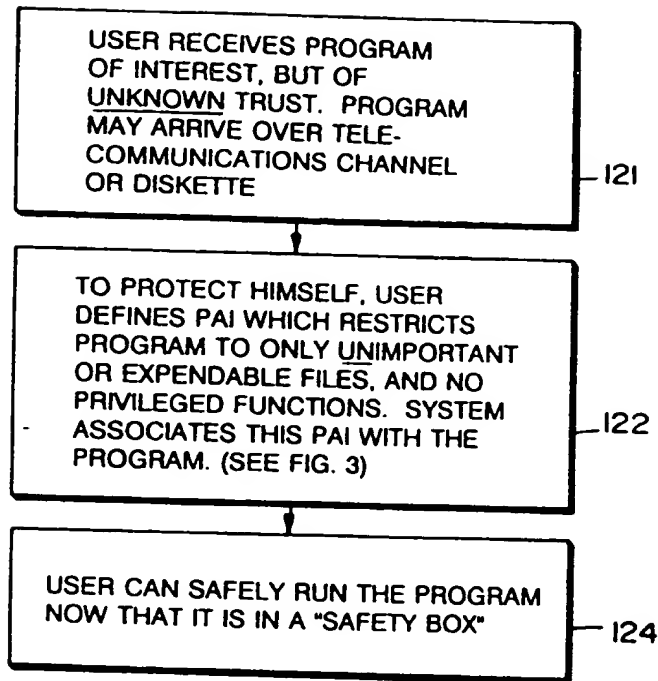 USER RECEIVES PROGRAM
OF INTEREST, BUT OF
UNKNOWN TRUST. PROGRAM
MAY ARRIVE OVER TELE-
COMMUNICATIONS CHANNEL
OR DISKETTE
121
TO PROTECT HIMSELF, USER
DEFINES PAI WHICH RESTRICTS
PROGRAM TO ONLY UNIMPORTANT
OR EXPENDABLE FILES, AND NO
PRIVILEGED FUNCTIONS. SYSTEM
ASSOCIATES THIS PAI WITH THE
PROGRAM. (SEE FIG. 3)
122
USER CAN SAFELY RUN THE PROGRAM
NOW THAT IT IS IN A "SAFETY BOX"
124